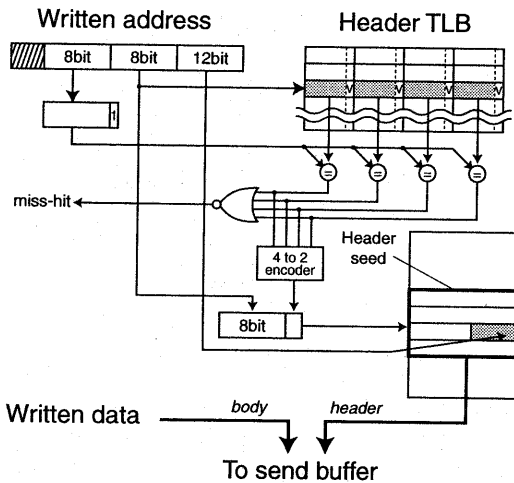 Written address
Header TLB
8bit 8bit 12bit
V V V V
1
= = = =
miss-hit
4 to 2
encoder
Header
seed
8bit
Written data
body
header
To send buffer